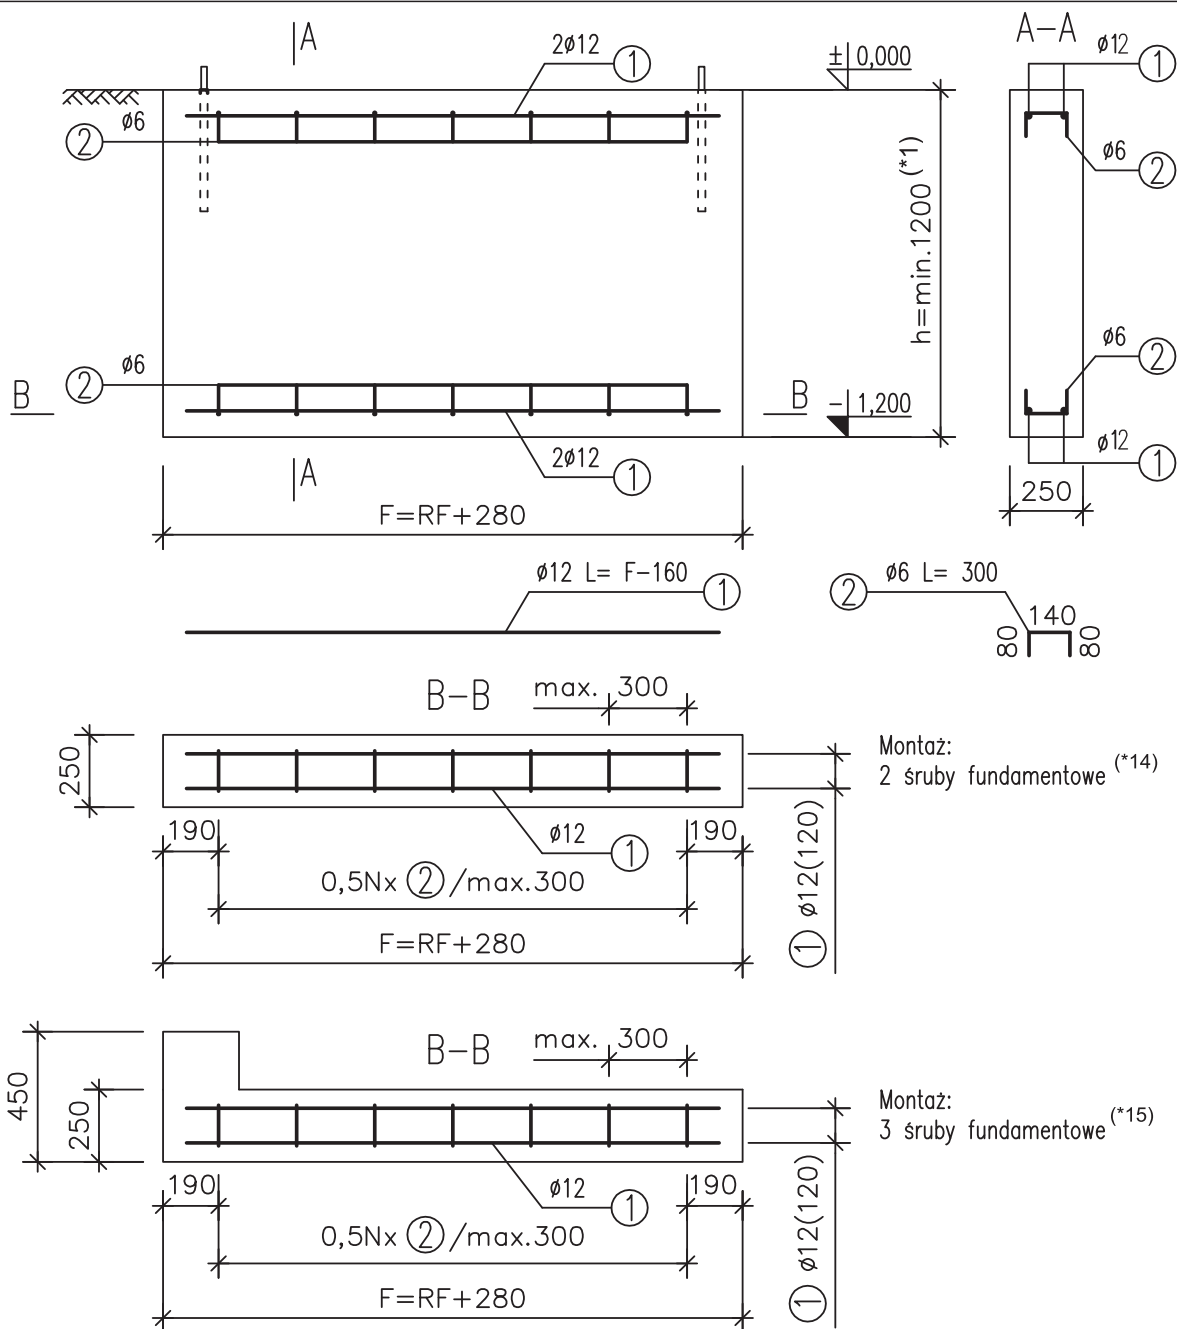 A
2ø12 1
± 0,000
A-A
ø12 1
ø6
2
ø6
2
h=min.1200 (*1)
ø6
2
ø6
2
B
B
- 1,200
ø12
1
2ø12 1
A
250
F=RF+280
ø12 L= F-160 1
2 ø6 L= 300
140
80
80
B-B
max. 300
250
Montaż:
2 śruby fundamentowe (*14)
190
ø12 1
190
0,5Nx 2 /max.300
1 ø12(120)
F=RF+280
B-B
max. 300
450
250
Montaż:
3 śruby fundamentowe (*15)
190
ø12 1
190
0,5Nx 2 /max.300
1 ø12(120)
F=RF+280